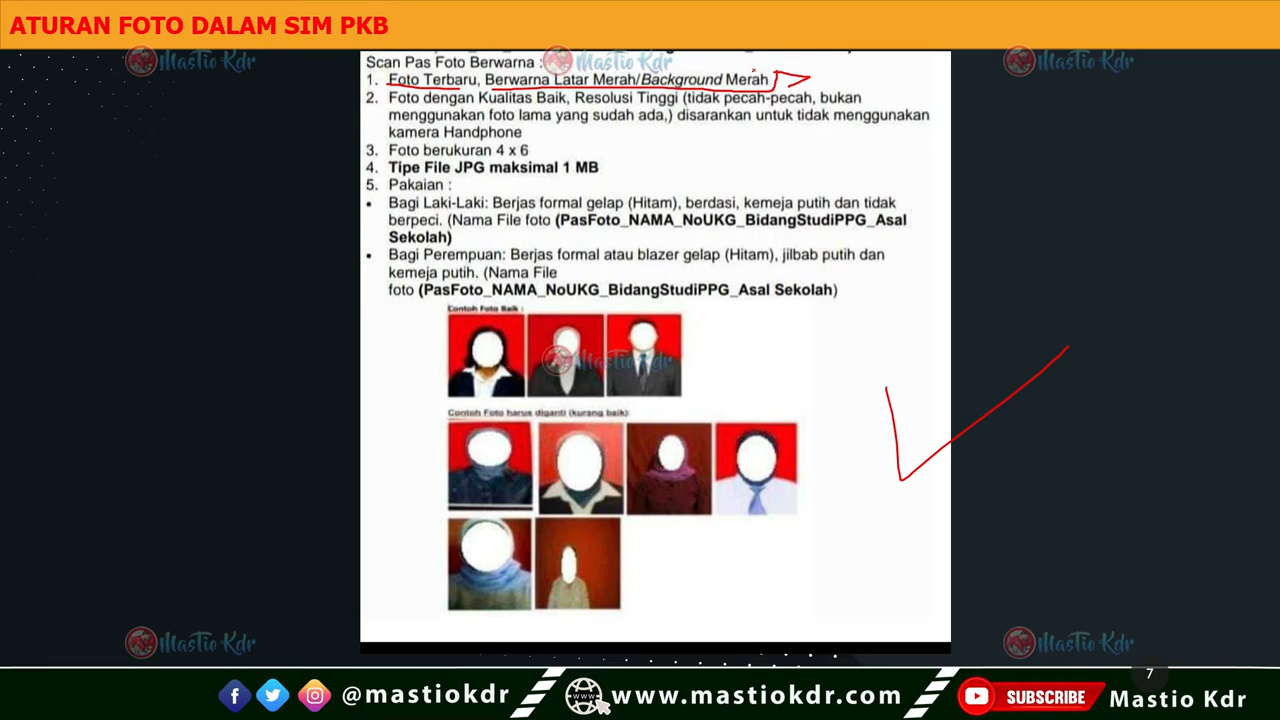 ATURAN FOTO DALAM SIM PKB
Scan Pas Foto Berwarna :
1. Foto Terbaru, Berwarna Latar Merah/Background Merah
2. Foto dengan Kualitas Baik, Resolusi Tinggi (tidak pecah-pecah, bukan
menggunakan foto lama yang sudah ada,) disarankan untuk tidak menggunakan
kamera Handphone
3. Foto berukuran 4 x 6
4. Tipe File JPG maksimal 1 MB
5. Pakaian :
• Bagi Laki-Laki: Berjas formal gelap (Hitam), berdasi, kemeja putih dan tidak
berpeci. (Nama File foto (PasFoto_NAMA_NoUKG_BidangStudiPPG_Asal
Sekolah)
• Bagi Perempuan: Berjas formal atau blazer gelap (Hitam), jilbab putih dan
kemeja putih. (Nama File
foto (PasFoto_NAMA_NoUKG_BidangStudiPPG_Asal Sekolah)
Contoh Foto Baik :
Contoh Foto harus diganti (kurang baik)
MasTio Kdr
MasTio Kdr
MasTio Kdr
MasTio Kdr
MasTio Kdr
MasTio Kdr
7
@mastiokdr
www.mastiokdr.com
SUBSCRIBE
Mastio Kdr